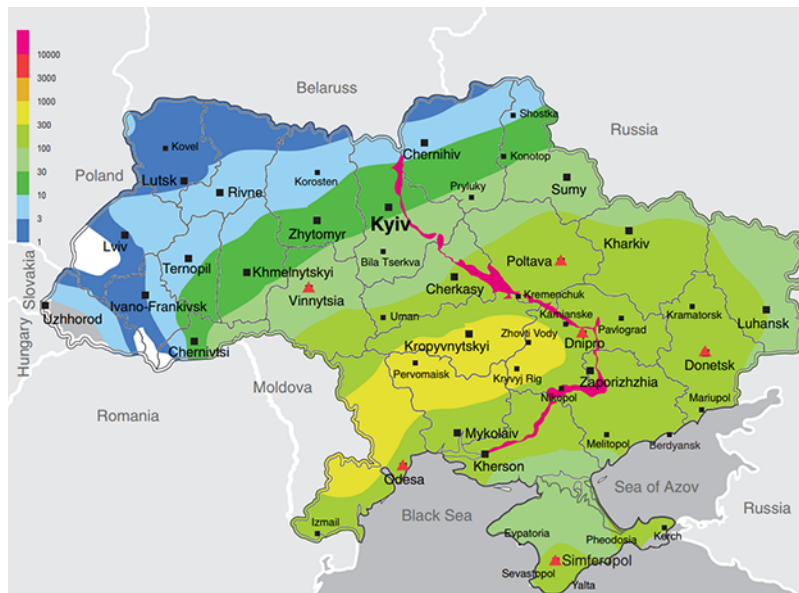 10000
3000
1000
300
100
30
10
3
1
Belaruss
Russia
Poland
Slovakia
Hungary
Moldova
Romania
Black Sea
Sea of Azov
Russia
Shostka
Kovel
Chernihiv
Konotop
Lutsk
Rivne
Korosten
Pryluky
Sumy
Kyiv
Zhytomyr
Lviv
Kharkiv
Ternopil
Khmelnytskyi
Bila Tserkva
Poltava
Vinnytsia
Cherkasy
Ivano-Frankivsk
Kremenchuk
Uzhhorod
Uman
Kamianske
Pavlograd
Kramatorsk
Luhansk
Chernivtsi
Kropyvnytskyi
Zhovti Vody
Dnipro
Donetsk
Pervomaisk
Kryvyj Rig
Zaporizhzhia
Nikopol
Mariupol
Mykolaiv
Melitopol
Berdyansk
Kherson
Odesa
Izmail
Evpatoria
Pheodosia
Kerch
Simferopol
Sevastopol
Yalta